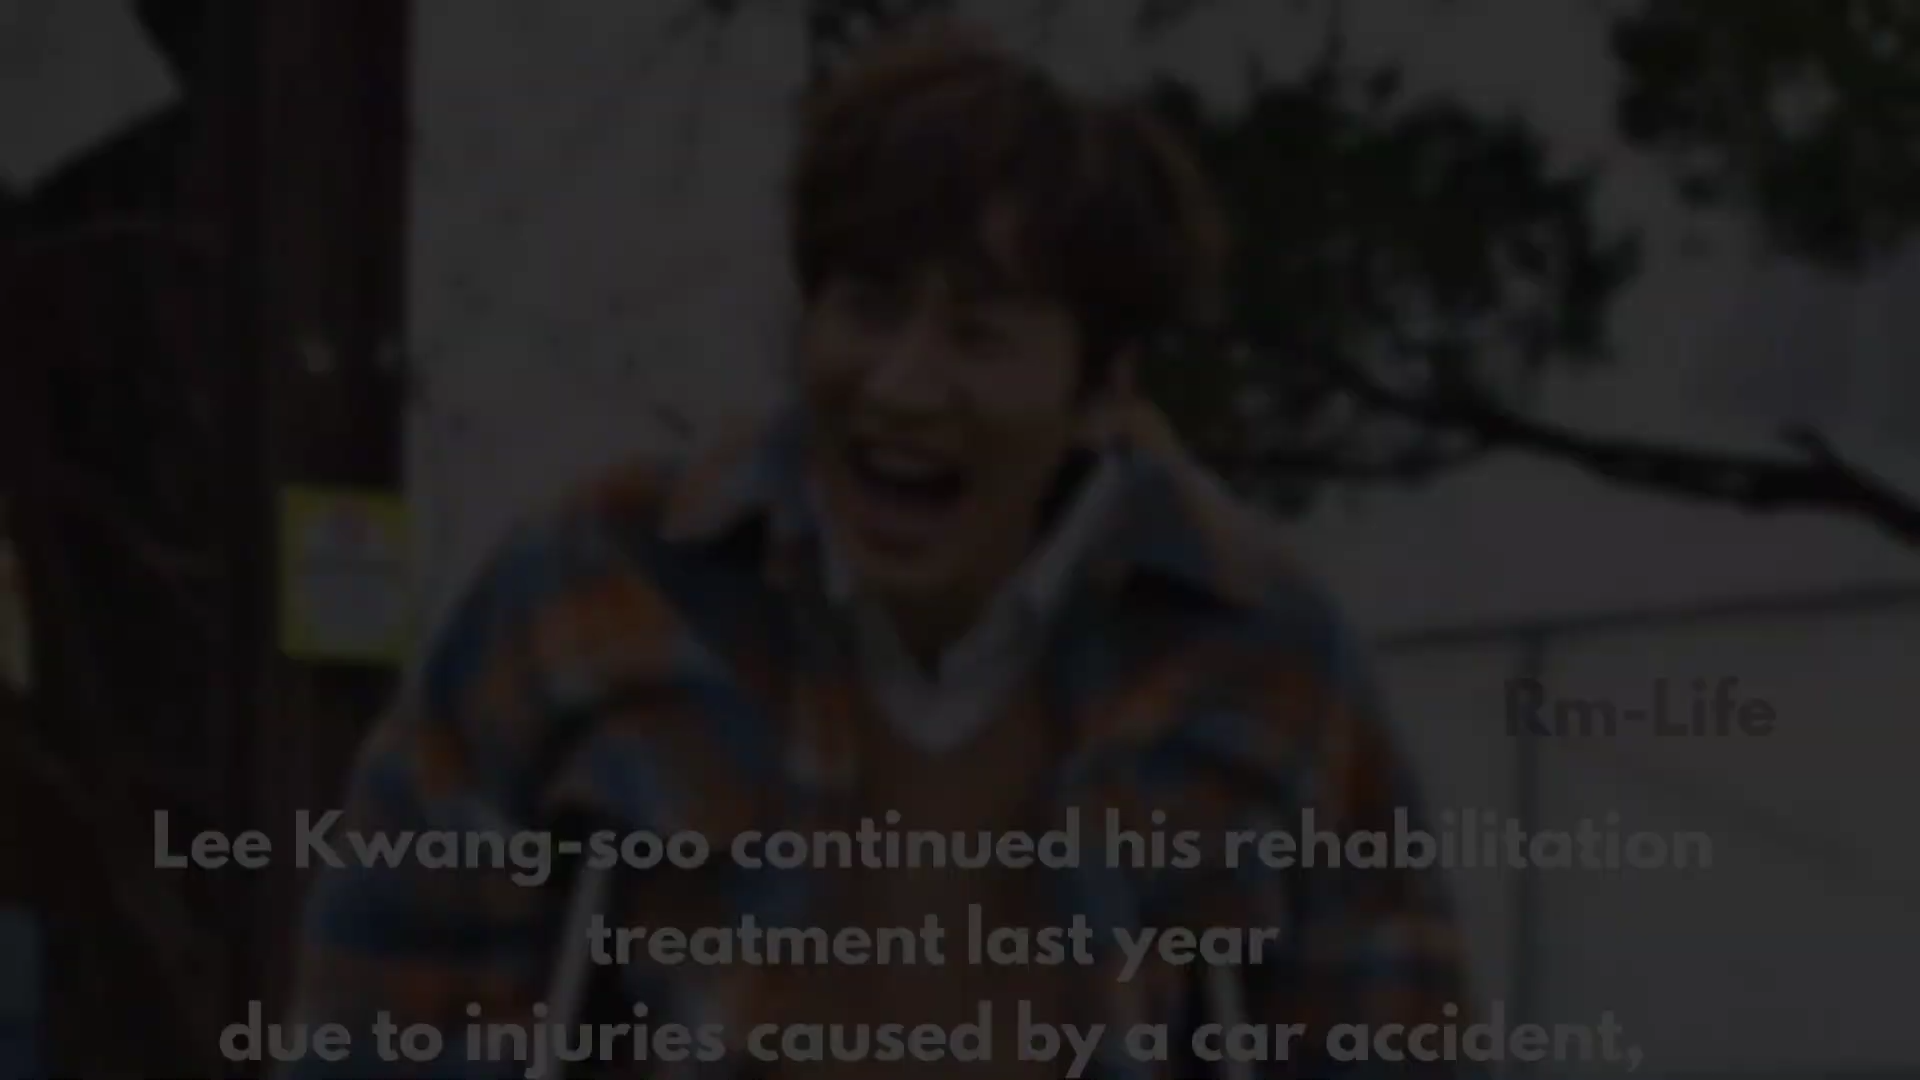 Rm-Life
Lee Kwang-soo continued his rehabilitation
treatment last year
due to injuries caused by a car accident,